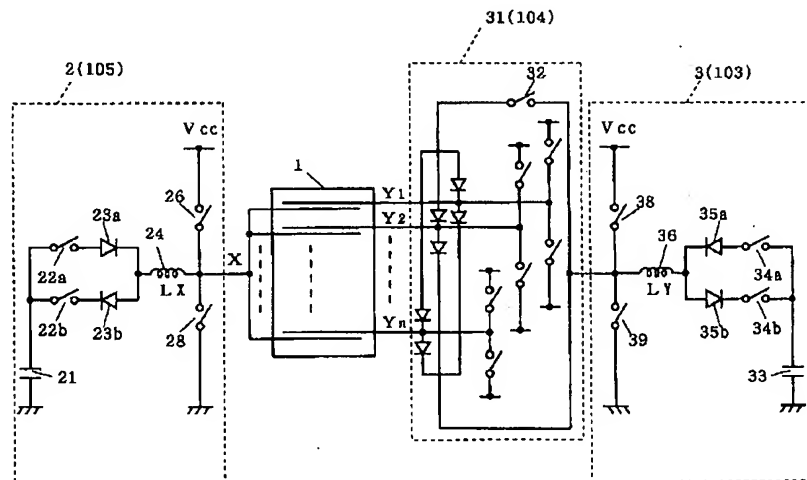 31(104)
2(105)
32
3(103)
Vcc
Vcc
1
26
Y1
38
23a
24
Y2
36
35a
X
22a
LX
LY
34a
22b
23b
28
Yn
39
35b
34b
21
33